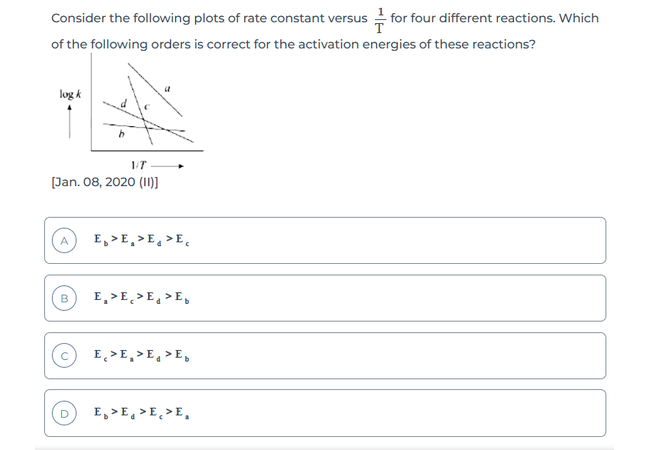 Consider the following plots of rate constant versus 1/T for four different reactions. Which
of the following orders is correct for the activation energies of these reactions?
log k
a
d
c
b
1/T
[Jan. 08, 2020 (II)]
A E_b > E_a > E_d > E_c
B E_a > E_c > E_d > E_b
C E_c > E_a > E_d > E_b
D E_b > E_d > E_c > E_a